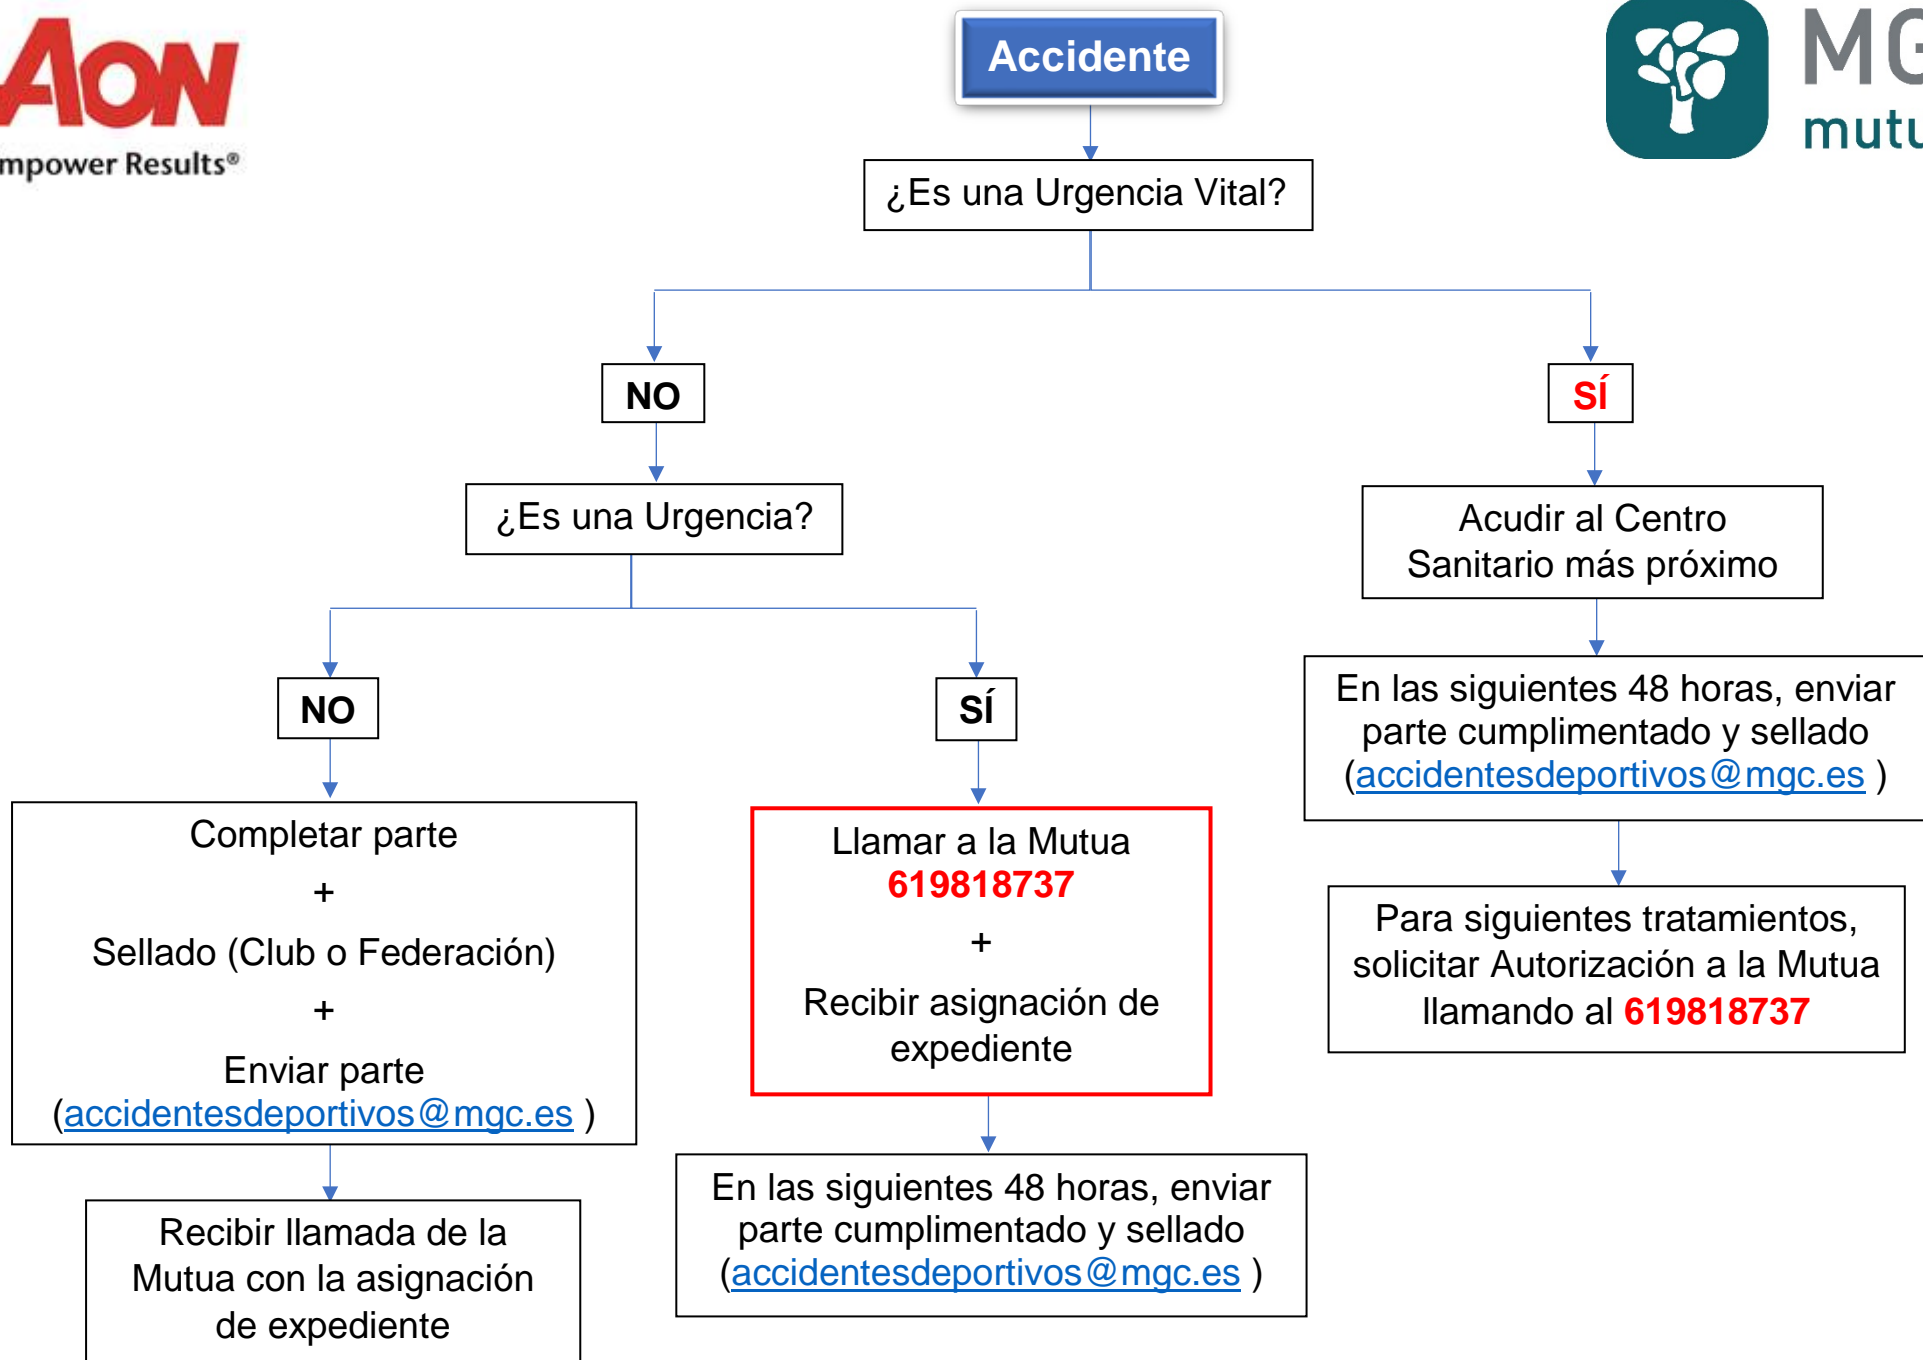 AON
mpower Results®
Accidente
MG
mutu
¿Es una Urgencia Vital?
NO
SÍ
¿Es una Urgencia?
Acudir al Centro
Sanitario más próximo
NO
SÍ
En las siguientes 48 horas, enviar
parte cumplimentado y sellado
(accidentesdeportivos@mgc.es )
Completar parte
+
Sellado (Club o Federación)
+
Enviar parte
(accidentesdeportivos@mgc.es )
Llamar a la Mutua
619818737
+
Recibir asignación de
expediente
Para siguientes tratamientos,
solicitar Autorización a la Mutua
llamando al 619818737
Recibir llamada de la
Mutua con la asignación
de expediente
En las siguientes 48 horas, enviar
parte cumplimentado y sellado
(accidentesdeportivos@mgc.es )